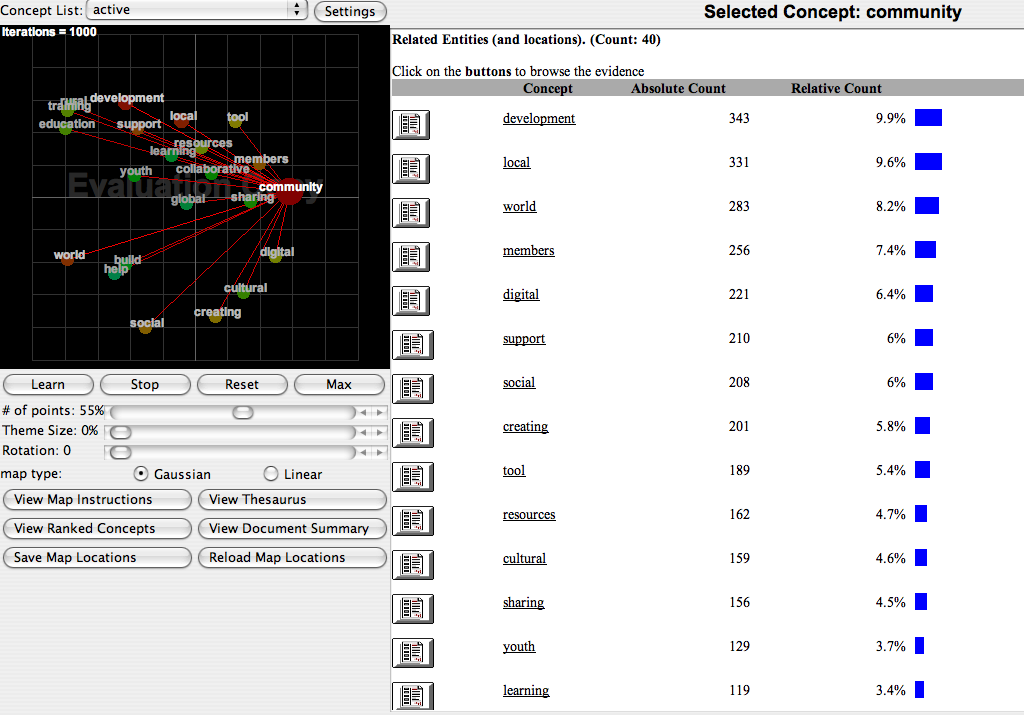 Concept List: active Settings
Iterations = 1000
rural development
training
local
tool
education
support
resources
learning
members
youth
collaborative
community
global
sharing
world
build
help
digital
cultural
creating
social
Learn Stop Reset Max
# of points: 55%
Theme Size: 0%
Rotation: 0
map type: Gaussian Linear
View Map Instructions View Thesaurus
View Ranked Concepts View Document Summary
Save Map Locations Reload Map Locations
Selected Concept: community
Related Entities (and locations). (Count: 40)
Click on the buttons to browse the evidence
Concept Absolute Count Relative Count
development 343 9.9%
local 331 9.6%
world 283 8.2%
members 256 7.4%
digital 221 6.4%
support 210 6%
social 208 6%
creating 201 5.8%
tool 189 5.4%
resources 162 4.7%
cultural 159 4.6%
sharing 156 4.5%
youth 129 3.7%
learning 119 3.4%